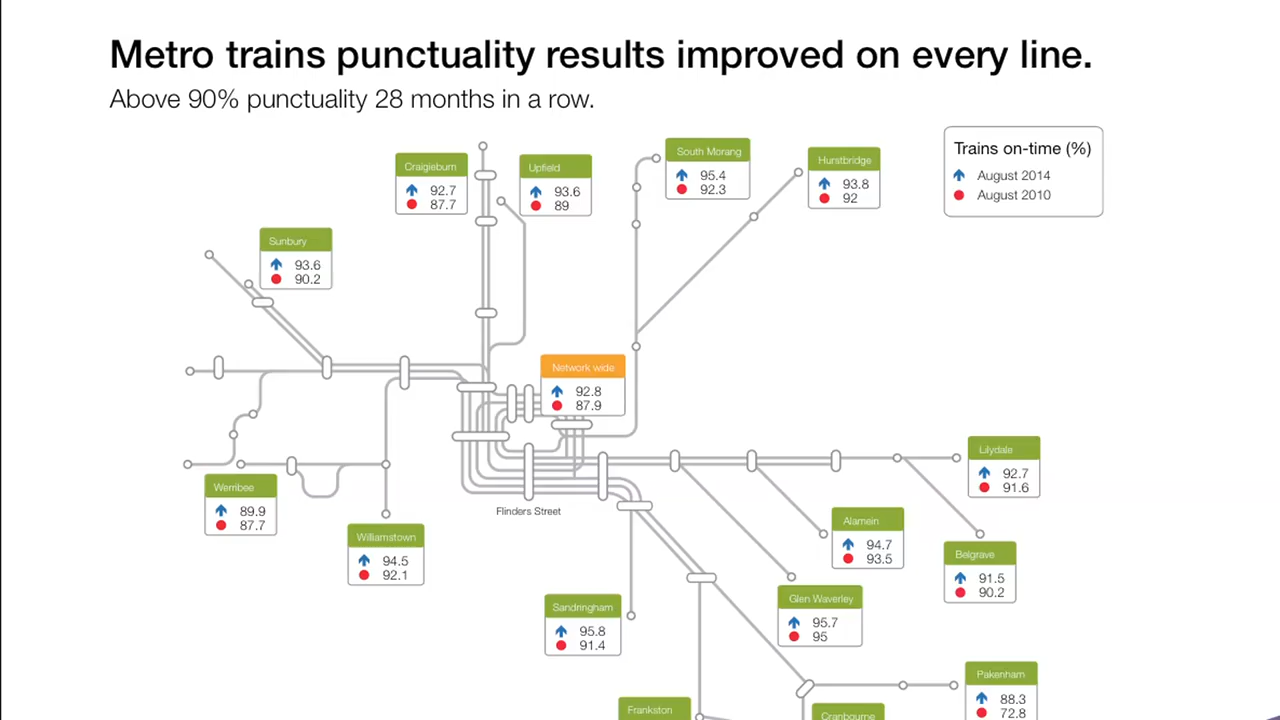 Metro trains punctuality results improved on every line.
Above 90% punctuality 28 months in a row.
Trains on-time (%)
August 2014
August 2010
Craigieburn
92.7
87.7
Upfield
93.6
89
South Morang
95.4
92.3
Hurstbridge
93.8
92
Sunbury
93.6
90.2
Network wide
92.8
87.9
Werribee
89.9
87.7
Williamstown
94.5
92.1
Flinders Street
Lilydale
92.7
91.6
Alamein
94.7
93.5
Belgrave
91.5
90.2
Glen Waverley
95.7
95
Sandringham
95.8
91.4
Pakenham
88.3
72.8
Frankston
Cranbourne